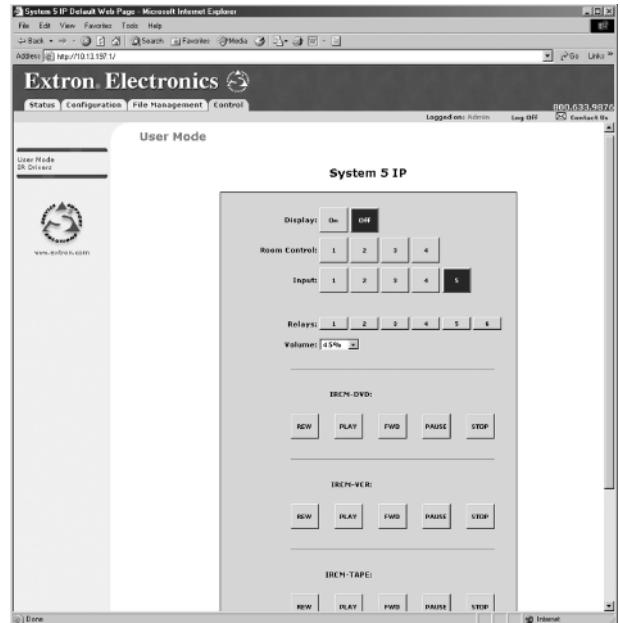 System 5 IP Default Web Page - Microsoft Internet Explorer
File Edit View Favorites Tools Help
Back Search Favorites Media
Address http://10.13.197.1/ Go Links »
Extron Electronics
Status Configuration File Management Control
800.633.9876
Logged on: Admin Log Off Contact Us
User Mode
User Mode
IR Drivers
www.extron.com
System 5 IP
Display: On Off
Room Control: 1 2 3 4
Input: 1 2 3 4 5
Relays: 1 2 3 4 5 6
Volume: 45%
IRCM-DVD:
REW PLAY FWD PAUSE STOP
IRCM-VCR:
REW PLAY FWD PAUSE STOP
IRCM-TAPE:
REW PLAY FWD PAUSE STOP
Done Internet